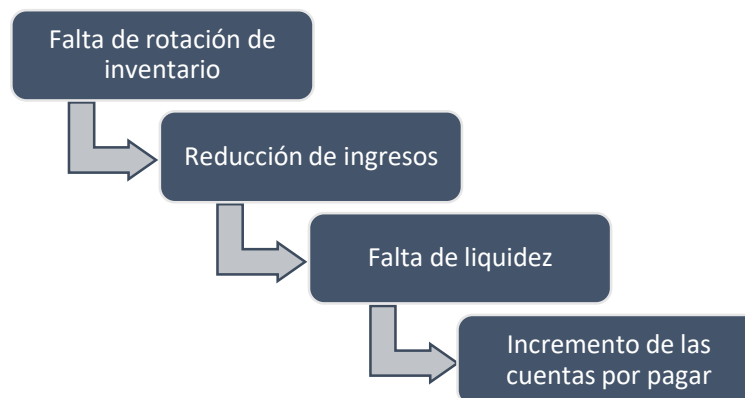 Falta de rotación de
inventario
Reducción de ingresos
Falta de liquidez
Incremento de las
cuentas por pagar